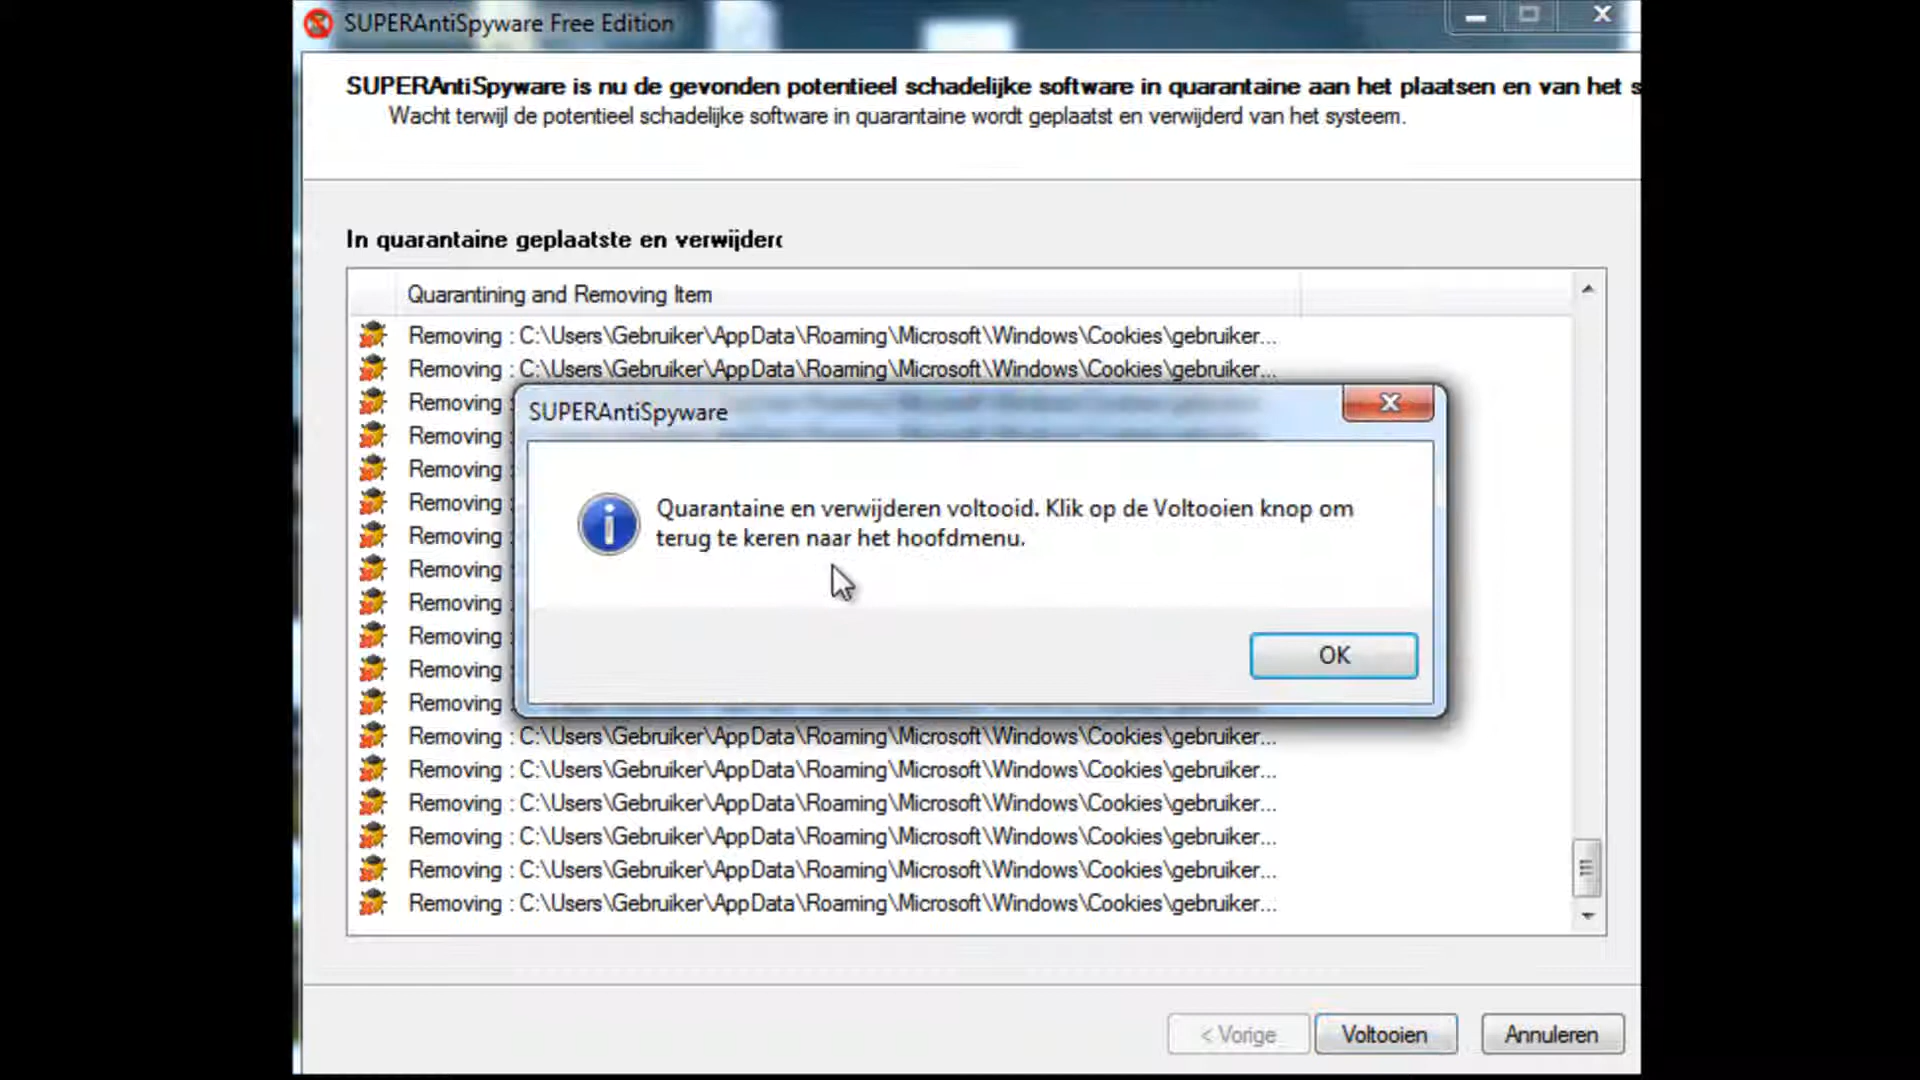 SUPERAntiSpyware Free Edition
SUPERAntiSpyware is nu de gevonden potentieel schadelijke software in quarantaine aan het plaatsen en van het s
Wacht terwijl de potentieel schadelijke software in quarantaine wordt geplaatst en verwijderd van het systeem.
In quarantaine geplaatste en verwijderd
Quarantining and Removing Item
Removing : C:\Users\Gebruiker\AppData\Roaming\Microsoft\Windows\Cookies\gebruiker...
Removing : C:\Users\Gebruiker\AppData\Roaming\Microsoft\Windows\Cookies\gebruiker...
Removing :
Removing :
Removing :
Removing :
Removing :
Removing :
Removing :
Removing :
Removing :
Removing :
SUPERAntiSpyware
Quarantaine en verwijderen voltooid. Klik op de Voltooien knop om
terug te keren naar het hoofdmenu.
OK
Removing : C:\Users\Gebruiker\AppData\Roaming\Microsoft\Windows\Cookies\gebruiker...
Removing : C:\Users\Gebruiker\AppData\Roaming\Microsoft\Windows\Cookies\gebruiker...
Removing : C:\Users\Gebruiker\AppData\Roaming\Microsoft\Windows\Cookies\gebruiker...
Removing : C:\Users\Gebruiker\AppData\Roaming\Microsoft\Windows\Cookies\gebruiker...
Removing : C:\Users\Gebruiker\AppData\Roaming\Microsoft\Windows\Cookies\gebruiker...
Removing : C:\Users\Gebruiker\AppData\Roaming\Microsoft\Windows\Cookies\gebruiker...
< Vorige
Voltooien
Annuleren